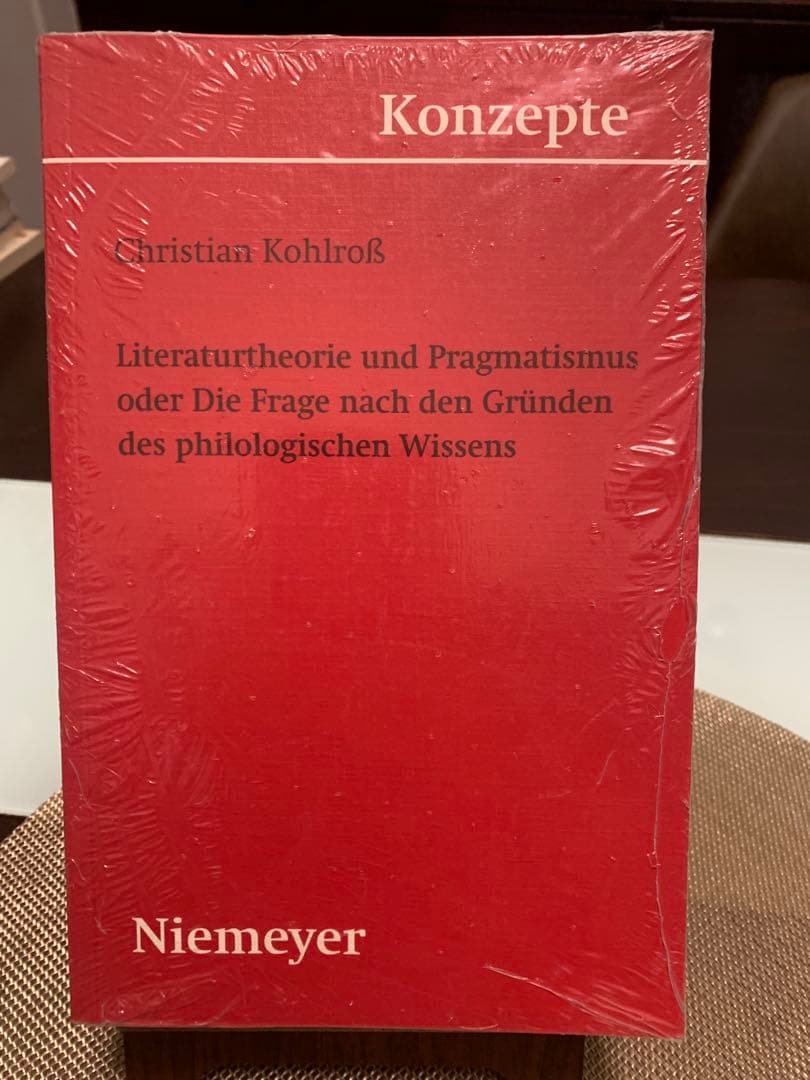 Konzepte
Christian Kohlroß
Literaturtheorie und Pragmatismus
oder Die Frage nach den Gründen
des philologischen Wissens
Niemeyer